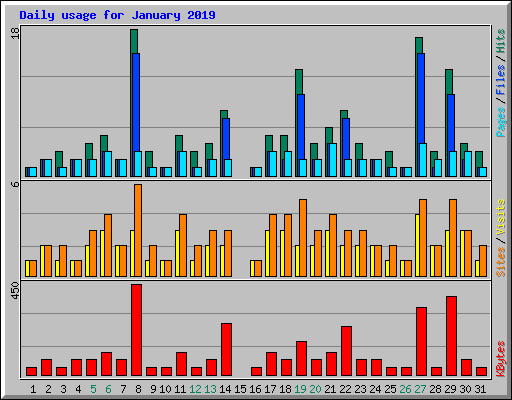 Daily usage for January 2019
18
Pages / Files / Hits
6
Sites / Visits
450
KBytes
1 2 3 4 5 6 7 8 9 10 11 12 13 14 15 16 17 18 19 20 21 22 23 24 25 26 27 28 29 30 31